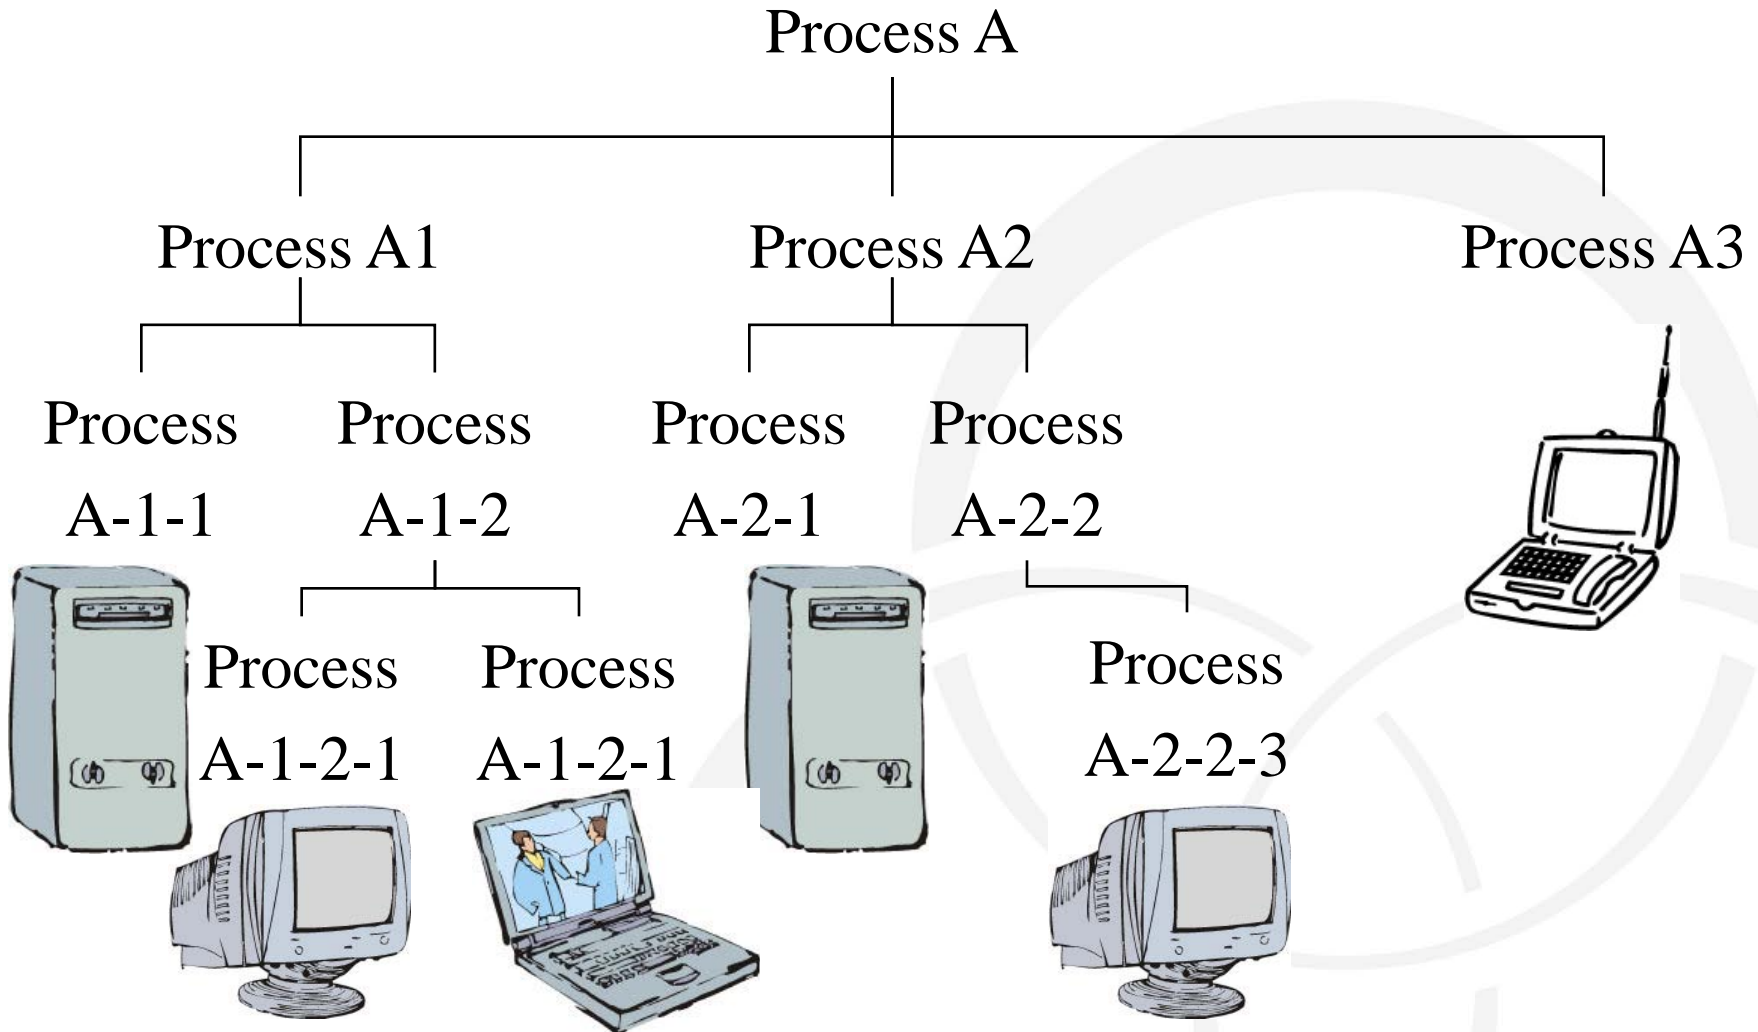 Process A
Process A1
Process A2
Process A3
Process
A-1-1
Process
A-1-2
Process
A-2-1
Process
A-2-2
Process
A-1-2-1
Process
A-1-2-1
Process
A-2-2-3